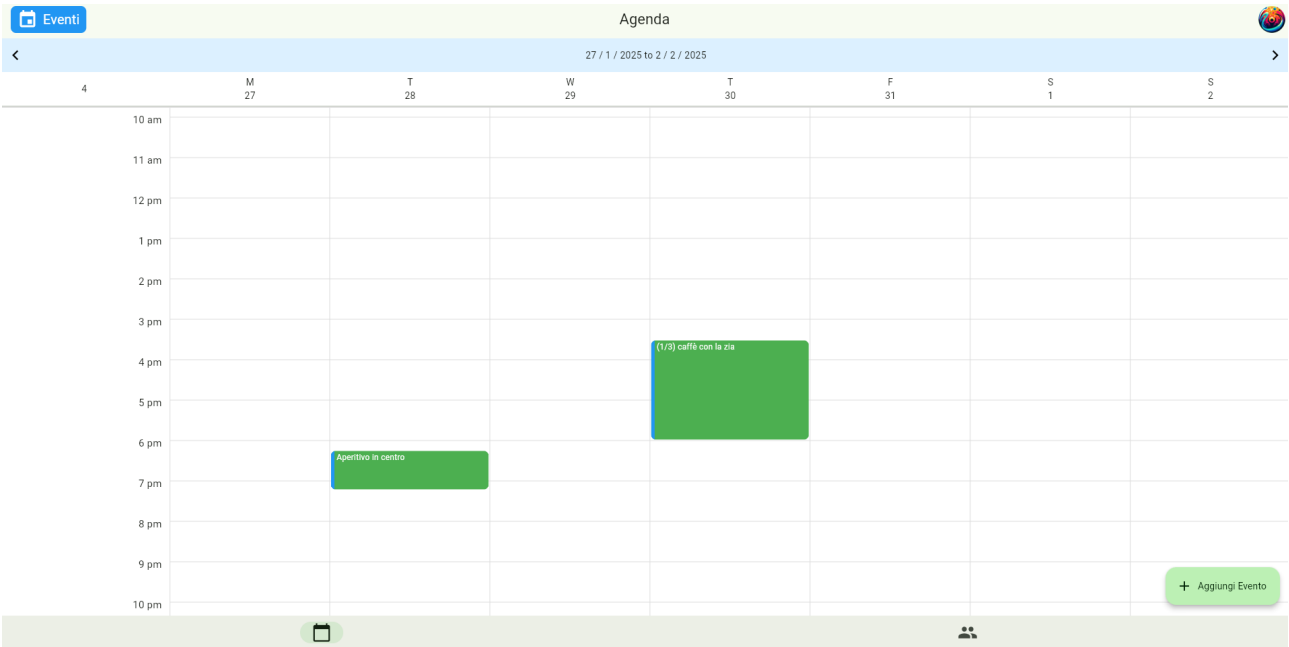 Eventi
Agenda
27 / 1 / 2025 to 2 / 2 / 2025
4
M
27
T
28
W
29
T
30
F
31
S
1
S
2
10 am
11 am
12 pm
1 pm
2 pm
3 pm
(1/3) caffè con la zia
4 pm
5 pm
6 pm
Aperitivo in centro
7 pm
8 pm
9 pm
Aggiungi Evento
10 pm